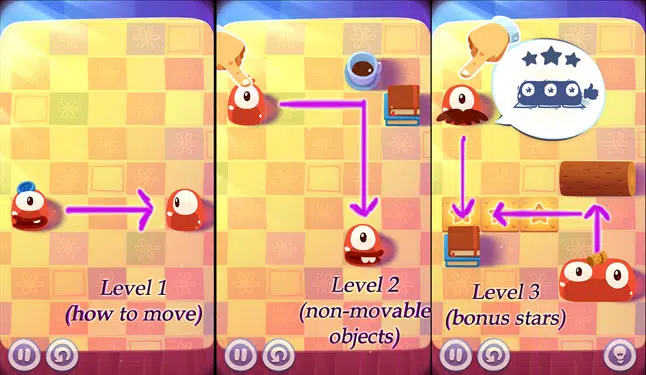 Level 1
(how to move)
Level 2
(non-movable
objects)
Level 3
(bonus stars)